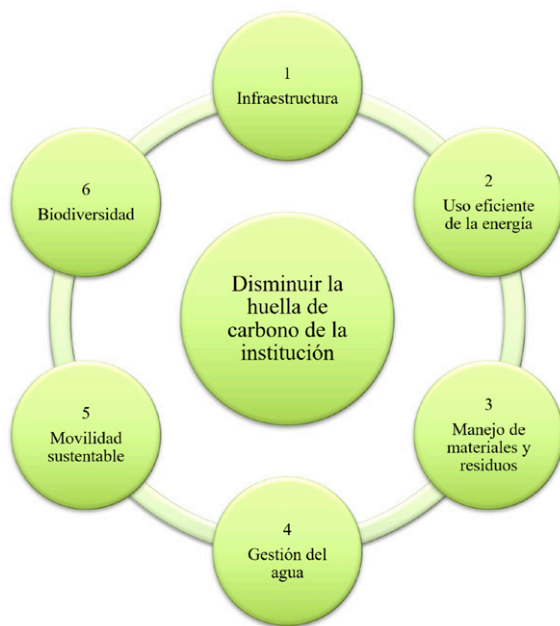 1
Infraestructura
2
Uso eficiente
de la energía
3
Manejo de
materiales y
residuos
4
Gestión del
agua
5
Movilidad
sustentable
6
Biodiversidad
Disminuir la
huella de
carbono de la
institución